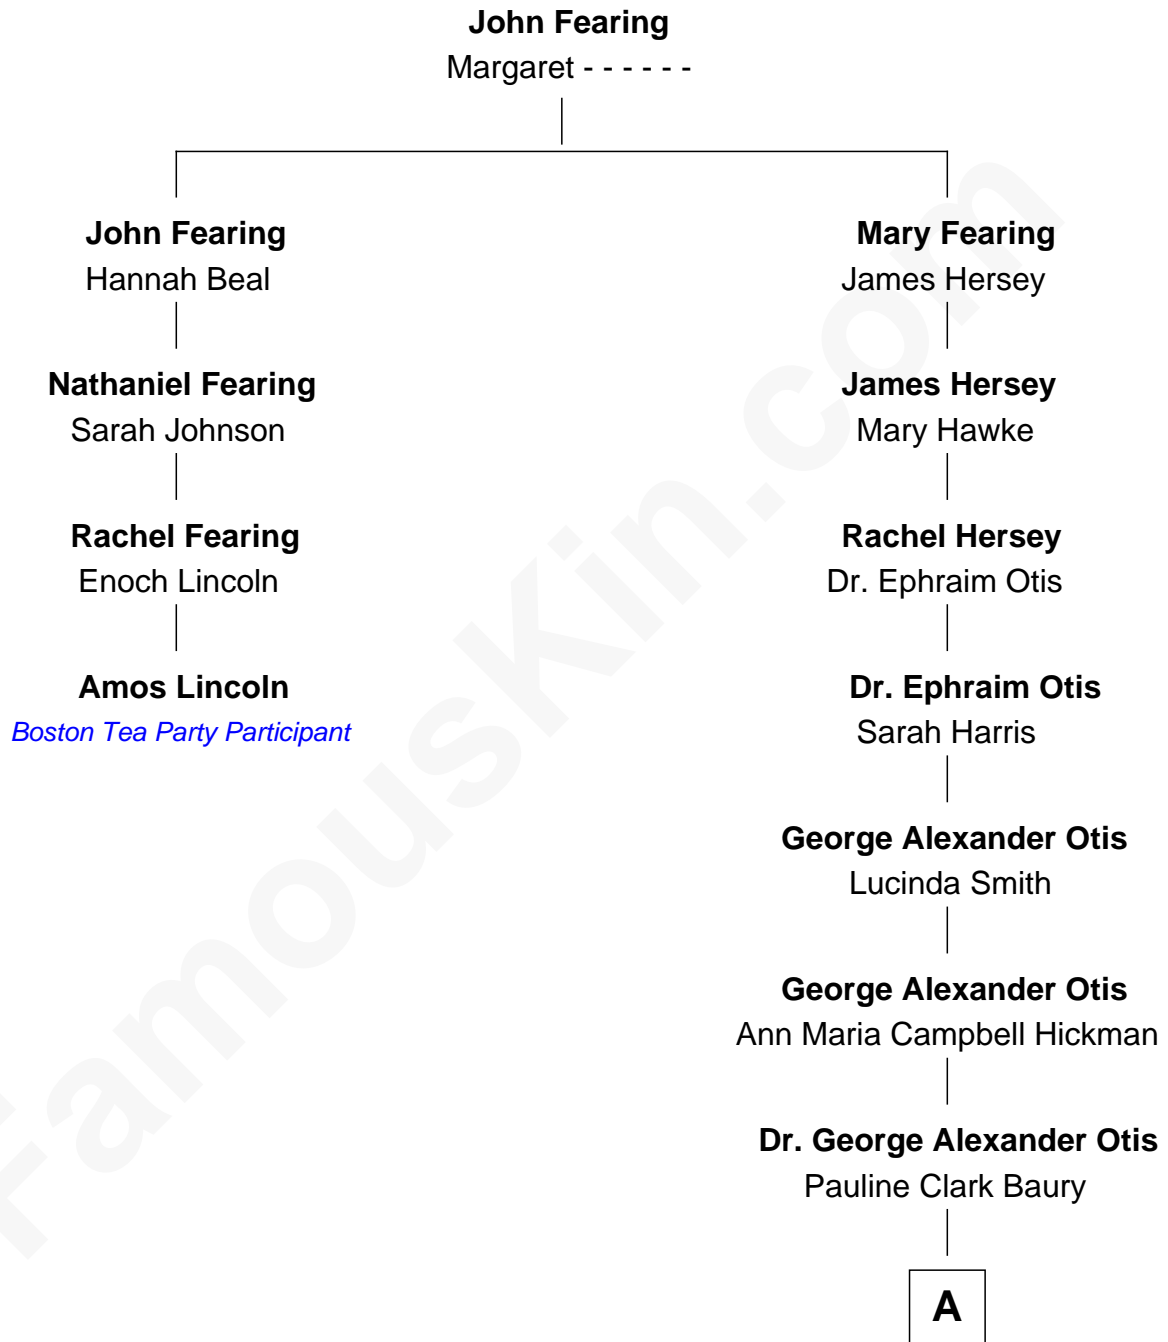 John Fearing
Margaret - - - - - -
John Fearing
Hannah Beal
Nathaniel Fearing
Sarah Johnson
Rachel Fearing
Enoch Lincoln
Amos Lincoln
Boston Tea Party Participant
Mary Fearing
James Hersey
James Hersey
Mary Hawke
Rachel Hersey
Dr. Ephraim Otis
Dr. Ephraim Otis
Sarah Harris
George Alexander Otis
Lucinda Smith
George Alexander Otis
Ann Maria Campbell Hickman
Dr. George Alexander Otis
Pauline Clark Baury
A
FamousKin.com